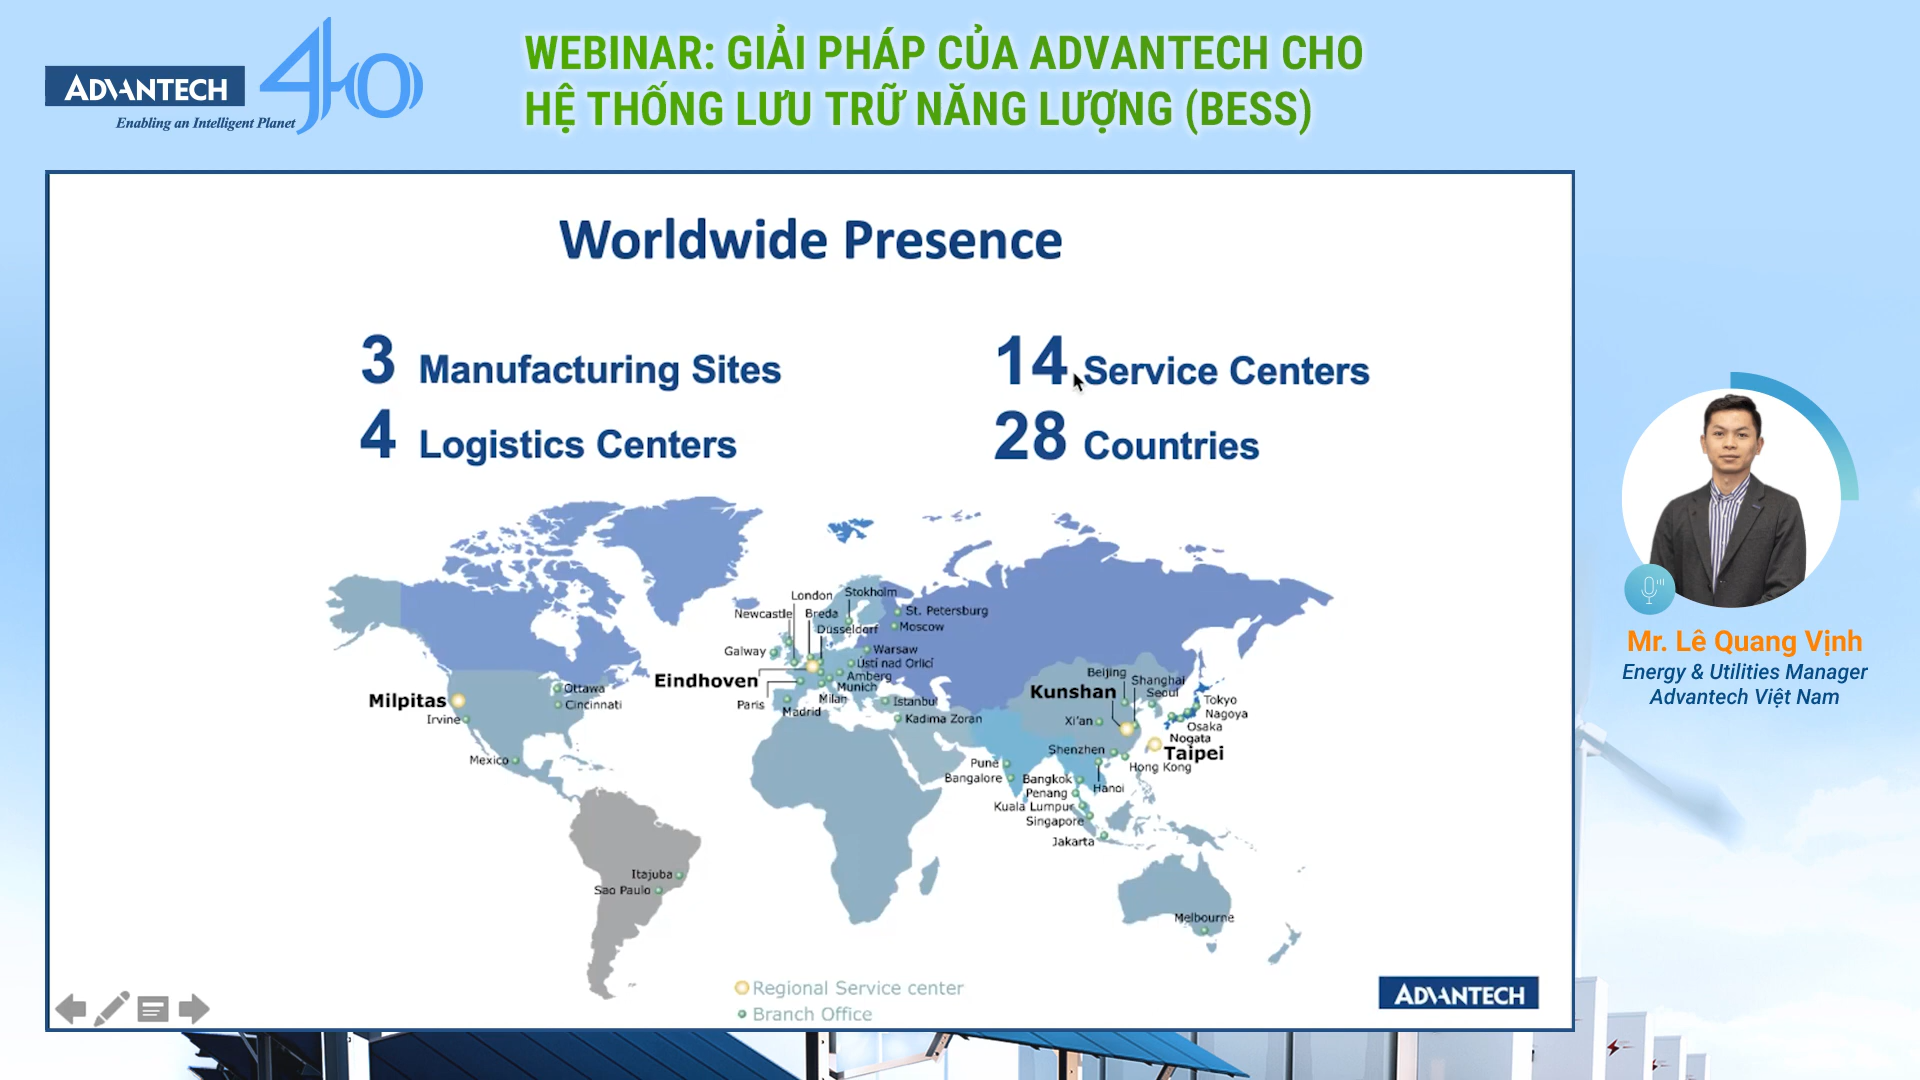 ADVANTECH
40
Enabling an Intelligent Planet
WEBINAR: GIẢI PHÁP CỦA ADVANTECH CHO
HỆ THỐNG LƯU TRỮ NĂNG LƯỢNG (BESS)
Worldwide Presence
3 Manufacturing Sites
14 Service Centers
4 Logistics Centers
28 Countries
London
Stokholm
Newcastle
Breda
St. Petersburg
Düsseldorf
Moscow
Galway
Warsaw
Usti nad Orlici
Eindhoven
Amberg
Munich
Paris
Milan
Madrid
Istanbul
Kadima Zoran
Milpitas
Irvine
Ottawa
Cincinnati
Mexico
Beijing
Shanghai
Kunshan
Seoul
Tokyo
Nagoya
Xi'an
Osaka
Nogata
Shenzhen
Taipei
Hong Kong
Pune
Bangalore
Bangkok
Hanoi
Penang
Kuala Lumpur
Singapore
Jakarta
Itajuba
Sao Paulo
Melbourne
Regional Service center
Branch Office
ADVANTECH
Mr. Lê Quang Vịnh
Energy & Utilities Manager
Advantech Việt Nam